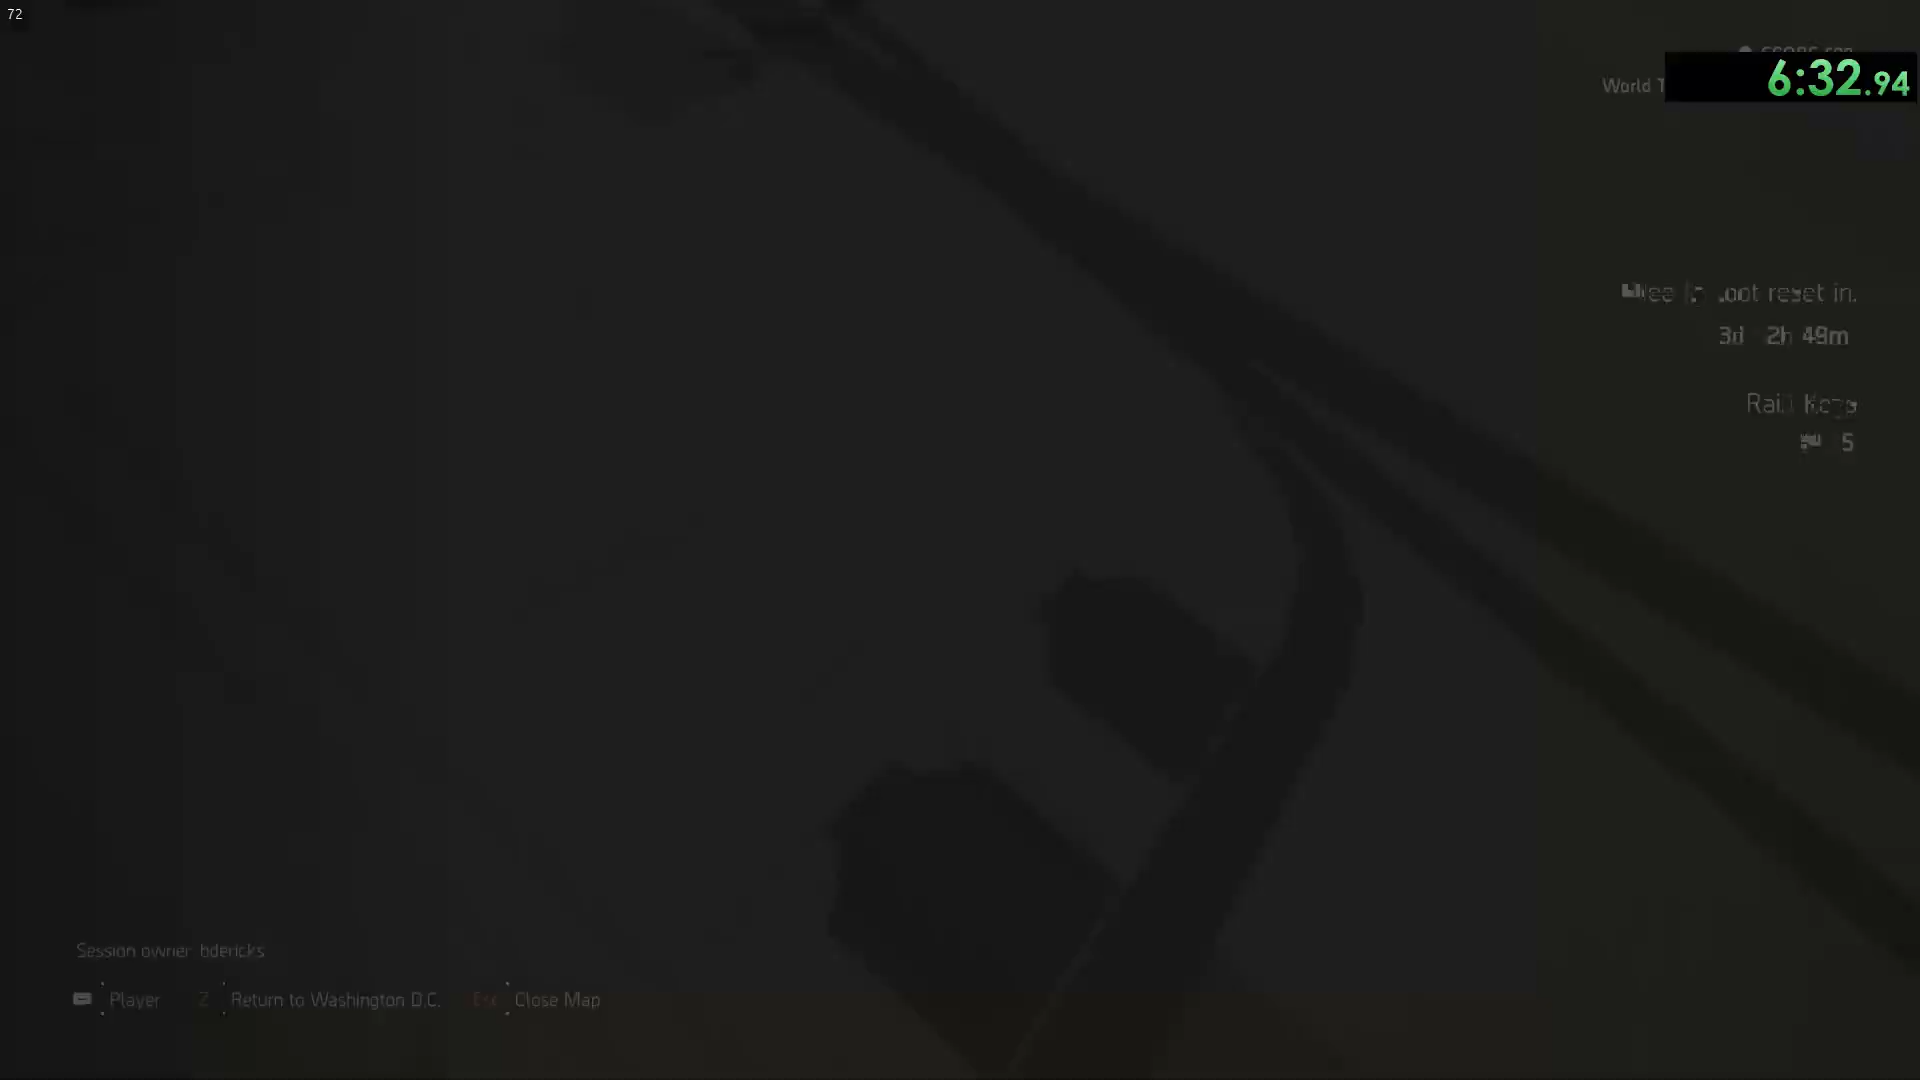 72
6:32.94
World
reset in.
3d 2h 49m
5
Session owner: bdericks
Player
Z Return to Washington D.C.
Esc Close Map